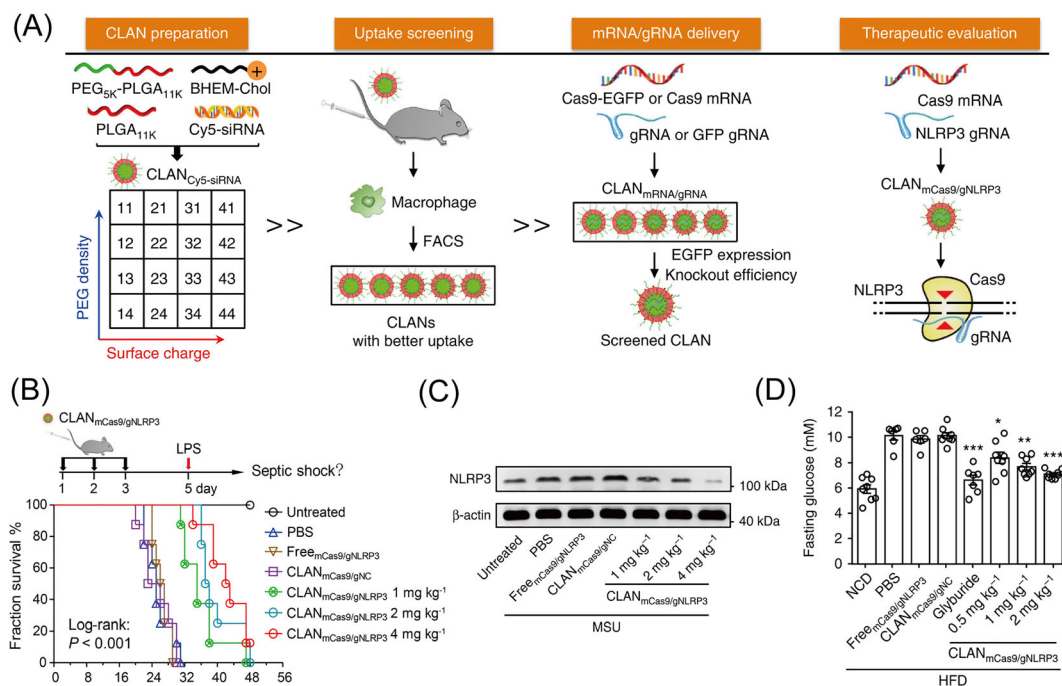 (A)
CLAN preparation
Uptake screening
mRNA/gRNA delivery
Therapeutic evaluation
PEG5K-PLGA11K
BHEM-Chol
+
PLGA11K
Cy5-siRNA
CLANCy5-siRNA
11 21 31 41
12 22 32 42
13 23 33 43
14 24 34 44
PEG density
Surface charge
>>
Macrophage
FACS
CLANs
with better uptake
>>
Cas9-EGFP or Cas9 mRNA
gRNA or GFP gRNA
CLANmRNA/gRNA
EGFP expression
Knockout efficiency
Screened CLAN
>>
Cas9 mRNA
NLRP3 gRNA
CLANmCas9/gNLRP3
NLRP3
Cas9
gRNA
(B)
CLANmCas9/gNLRP3
LPS
Septic shock?
1 2 3 5 day
Fraction survival %
100
80
60
40
20
0
Log-rank:
P < 0.001
0 8 16 24 32 40 48 56
Untreated
PBS
FreemCas9/gNLRP3
CLANmCas9/gNC
CLANmCas9/gNLRP3 1 mg kg-1
CLANmCas9/gNLRP3 2 mg kg-1
CLANmCas9/gNLRP3 4 mg kg-1
(C)
NLRP3
100 kDa
β-actin
40 kDa
Untreated
PBS
FreemCas9/gNLRP3
CLANmCas9/gNC
1 mg kg-1
2 mg kg-1
4 mg kg-1
CLANmCas9/gNLRP3
MSU
(D)
Fasting glucose (mM)
12
10
8
6
4
2
0
***
*
**
***
NCD
PBS
FreemCas9/gNLRP3
CLANmCas9/gNC
Glyburide
0.5 mg kg-1
1 mg kg-1
2 mg kg-1
CLANmCas9/gNLRP3
HFD